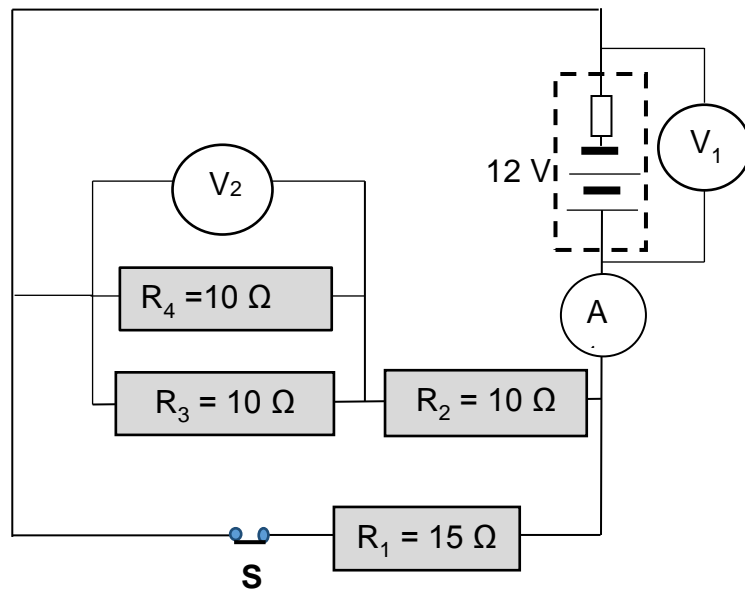 12 V
V₁
V₂
A
R₄ =10 Ω
R₃ = 10 Ω
R₂ = 10 Ω
R₁ = 15 Ω
S